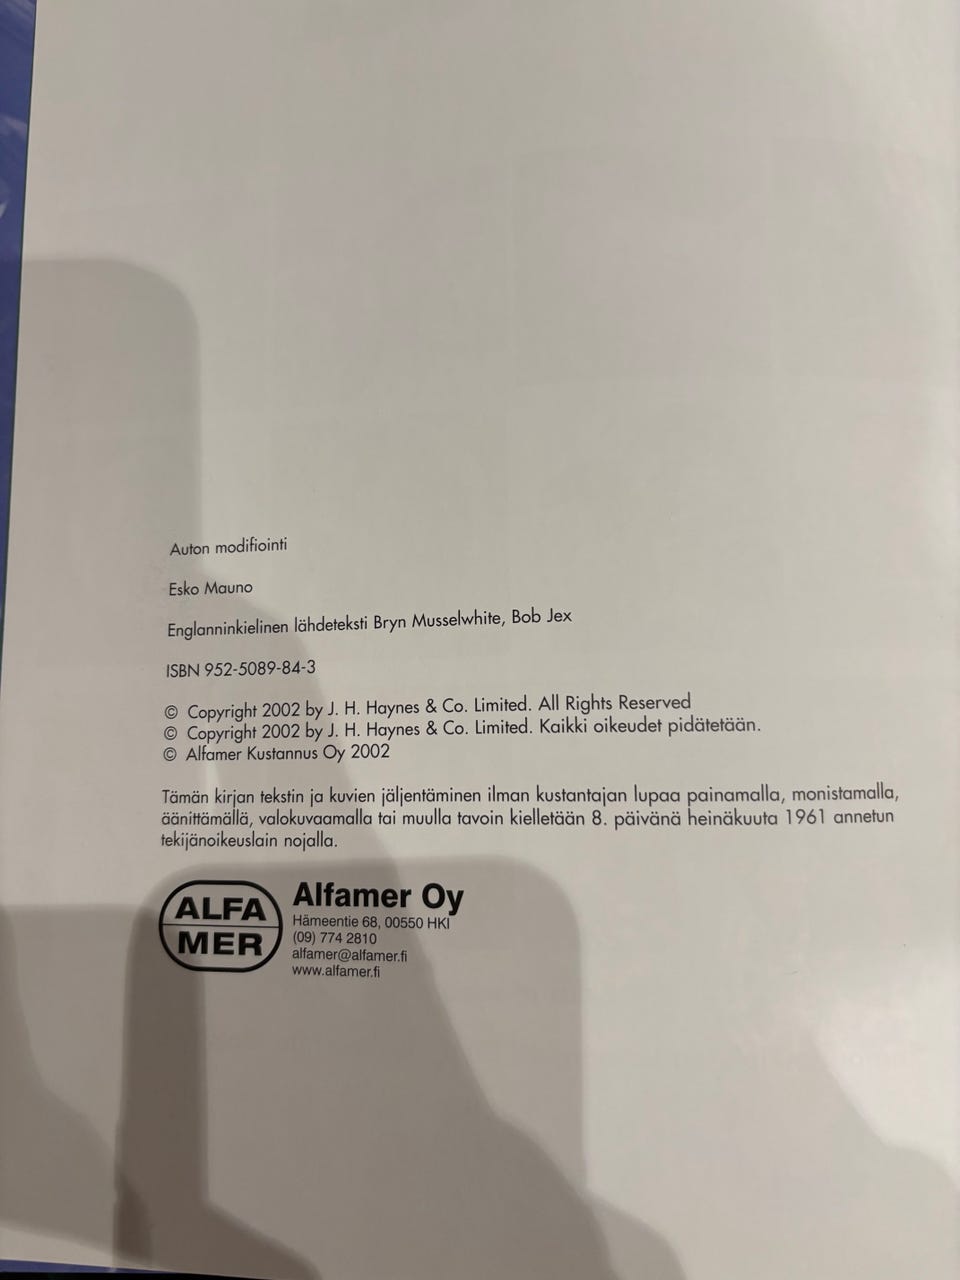 Auton modifiointi
Esko Mauno
Englanninkielinen lähdeteksti Bryn Musselwhite, Bob Jex
ISBN 952-5089-84-3
© Copyright 2002 by J. H. Haynes & Co. Limited. All Rights Reserved
© Copyright 2002 by J. H. Haynes & Co. Limited. Kaikki oikeudet pidätetään.
© Alfamer Kustannus Oy 2002
Tämän kirjan tekstin ja kuvien jäljentäminen ilman kustantajan lupaa painamalla, monistamalla,
äänittämällä, valokuvaamalla tai muulla tavoin kielletään 8. päivänä heinäkuuta 1961 annetun
tekijänoikeuslain nojalla.
ALFA
MER
Alfamer Oy
Hämeentie 68, 00550 HKI
(09) 774 2810
alfamer@alfamer.fi
www.alfamer.fi